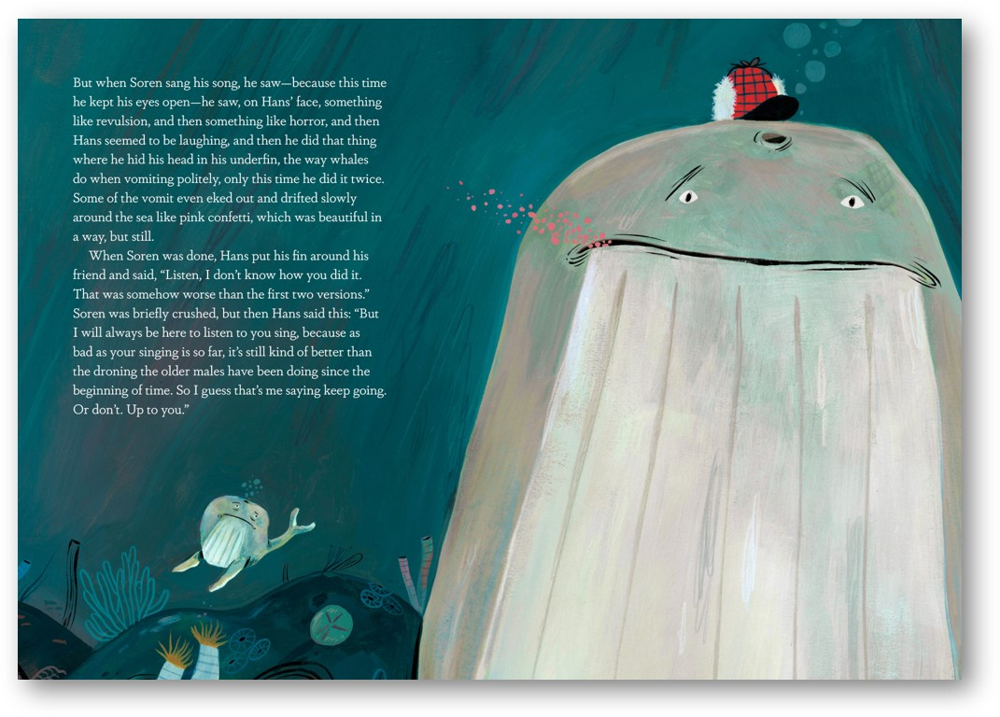 But when Soren sang his song, he saw—because this time
he kept his eyes open—he saw, on Hans’ face, something
like revulsion, and then something like horror, and then
Hans seemed to be laughing, and then he did that thing
where he hid his head in his underfin, the way whales
do when vomiting politely, only this time he did it twice.
Some of the vomit even eked out and drifted slowly
around the sea like pink confetti, which was beautiful in
a way, but still.
When Soren was done, Hans put his fin around his
friend and said, “Listen, I don’t know how you did it.
That was somehow worse than the first two versions.”
Soren was briefly crushed, but then Hans said this: “But
I will always be here to listen to you sing, because as
bad as your singing is so far, it’s still kind of better than
the droning the older males have been doing since the
beginning of time. So I guess that’s me saying keep going.
Or don’t. Up to you.”